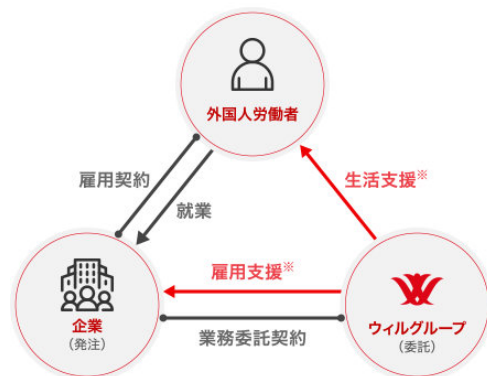 外国人労働者
雇用契約
就業
生活支援※
雇用支援※
企業
（発注）
業務委託契約
ウィルグループ
（委託）